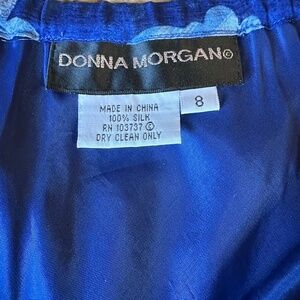 DONNA MORGAN©
MADE IN CHINA
100% SILK
RN 103737 ©
DRY CLEAN ONLY
8